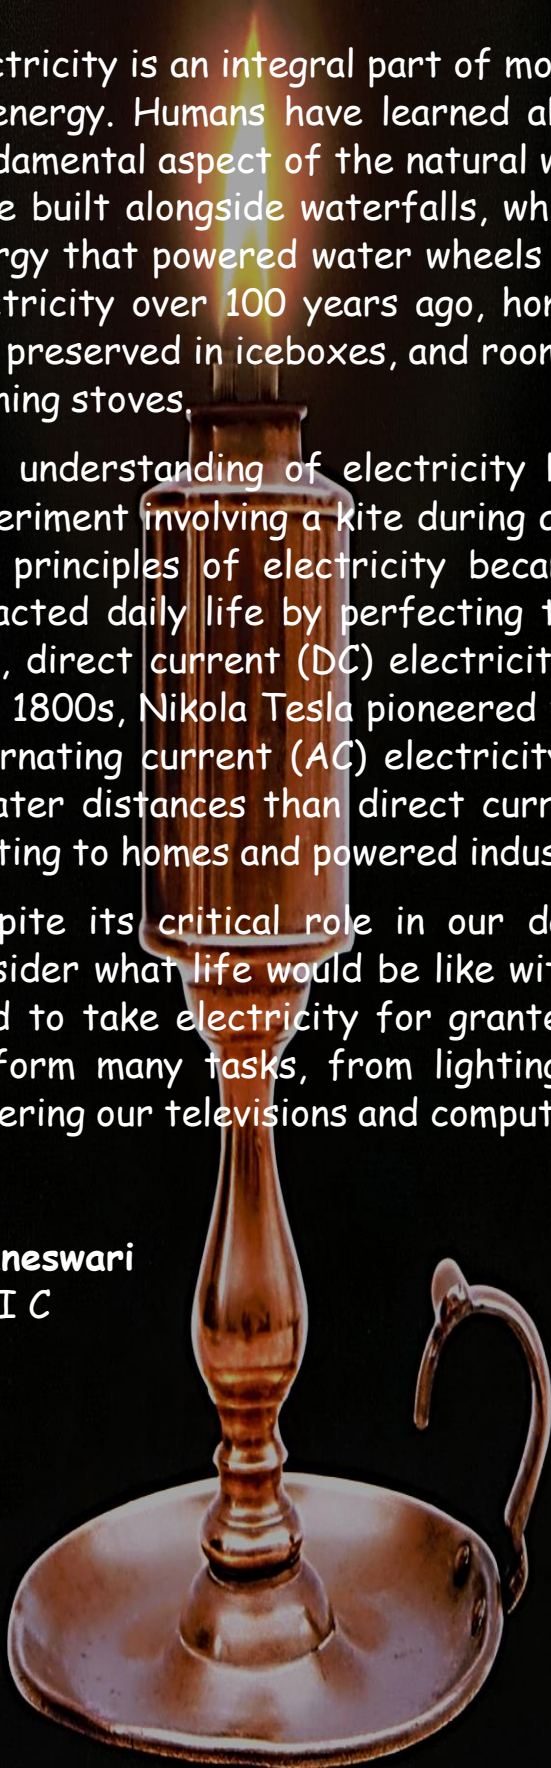 ctricity is an integral part of mo
energy. Humans have learned a
damental aspect of the natural w
e built alongside waterfalls, wh
rgy that powered water wheels
tricity over 100 years ago, ho
preserved in iceboxes, and roo
ning stoves.
understanding of electricity
eriment involving a kite during a
principles of electricity beca
acted daily life by perfecting t
, direct current (DC) electricit
1800s, Nikola Tesla pioneered
rnating current (AC) electricity
ater distances than direct curr
ting to homes and powered indus
pite its critical role in our d
sider what life would be like wit
d to take electricity for grante
form many tasks, from lighting
ering our televisions and comput
neswari
I C